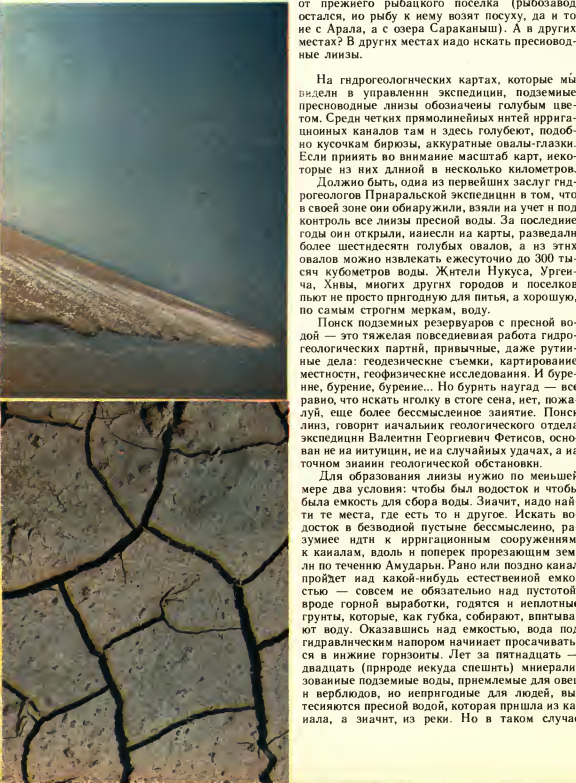 от прежнего рыбацкого поселка (рыбозавод
остался, но рыбу к нему возят посуху, да и то
не с Арала, а с озера Сараканыш). А в других
местах? В других местах надо искать пресновод-
ные линзы.
На гидрогеологических картах, которые мы
видели в управлении экспедиции, подземные
пресноводные линзы обозначены голубым цве-
том. Среди четких прямолинейных нитей иррига-
ционных каналов там и здесь голубеют, подоб-
но кусочкам бирюзы, аккуратные овалы-глазки.
Если принять во внимание масштаб карт, неко-
торые из них длиной в несколько километров.
Должно быть, одна из первейших заслуг гид-
рогеологов Приаральской экспедиции в том, что
в своей зоне они обнаружили, взяли на учет и под
контроль все линзы пресной воды. За последние
годы они открыли, нанесли на карты, разведали
более шестидесяти голубых овалов, а из этих
овалов можно извлекать ежесуточно до 300 ты-
сяч кубометров воды. Жители Нукуса, Урген-
ча, Хивы, многих других городов и поселков
пьют не просто пригодную для питья, а хорошую,
по самым строгим меркам, воду.
Поиск подземных резервуаров с пресной во-
дой — это тяжелая повседневная работа гидро-
геологических партий, привычные, даже рутин-
ные дела: геодезические съемки, картирование
местности, геофизические исследования. И буре-
ние, бурение, бурение... Но бурить наугад — все
равно, что искать иголку в стоге сена, нет, пожа-
луй, еще более бессмысленное занятие. Поиск
линз, говорит начальник геологического отдела
экспедиции Валентин Георгиевич Фетисов, осно-
ван не на интуиции, не на случайных удачах, а на
точном знании геологической обстановки.
Для образования линзы нужно по меньшей
мере два условия: чтобы был водосток и чтобы
была емкость для сбора воды. Значит, надо най-
ти те места, где есть то и другое. Искать во-
досток в безводной пустыне бессмысленно, ра-
зумнее идти к ирригационным сооружениям
к каналам, вдоль и поперек прорезающим зем-
ли по течению Амударьи. Рано или поздно канал
пройдет над какой-нибудь естественной емко-
стью — совсем не обязательно над пустотой
вроде горной выработки, годятся и неплотные
грунты, которые, как губка, собирают, впитыва-
ют воду. Оказавшись над емкостью, вода под
гидравлическим напором начинает просачивать-
ся в нижние горизонты. Лет за пятнадцать —
двадцать (природе некуда спешить) минерали-
зованные подземные воды, приемлемые для овец
и верблюдов, но непригодные для людей, вы-
тесняются пресной водой, которая пришла из ка-
нала, а значит, из реки. Но в таком случае